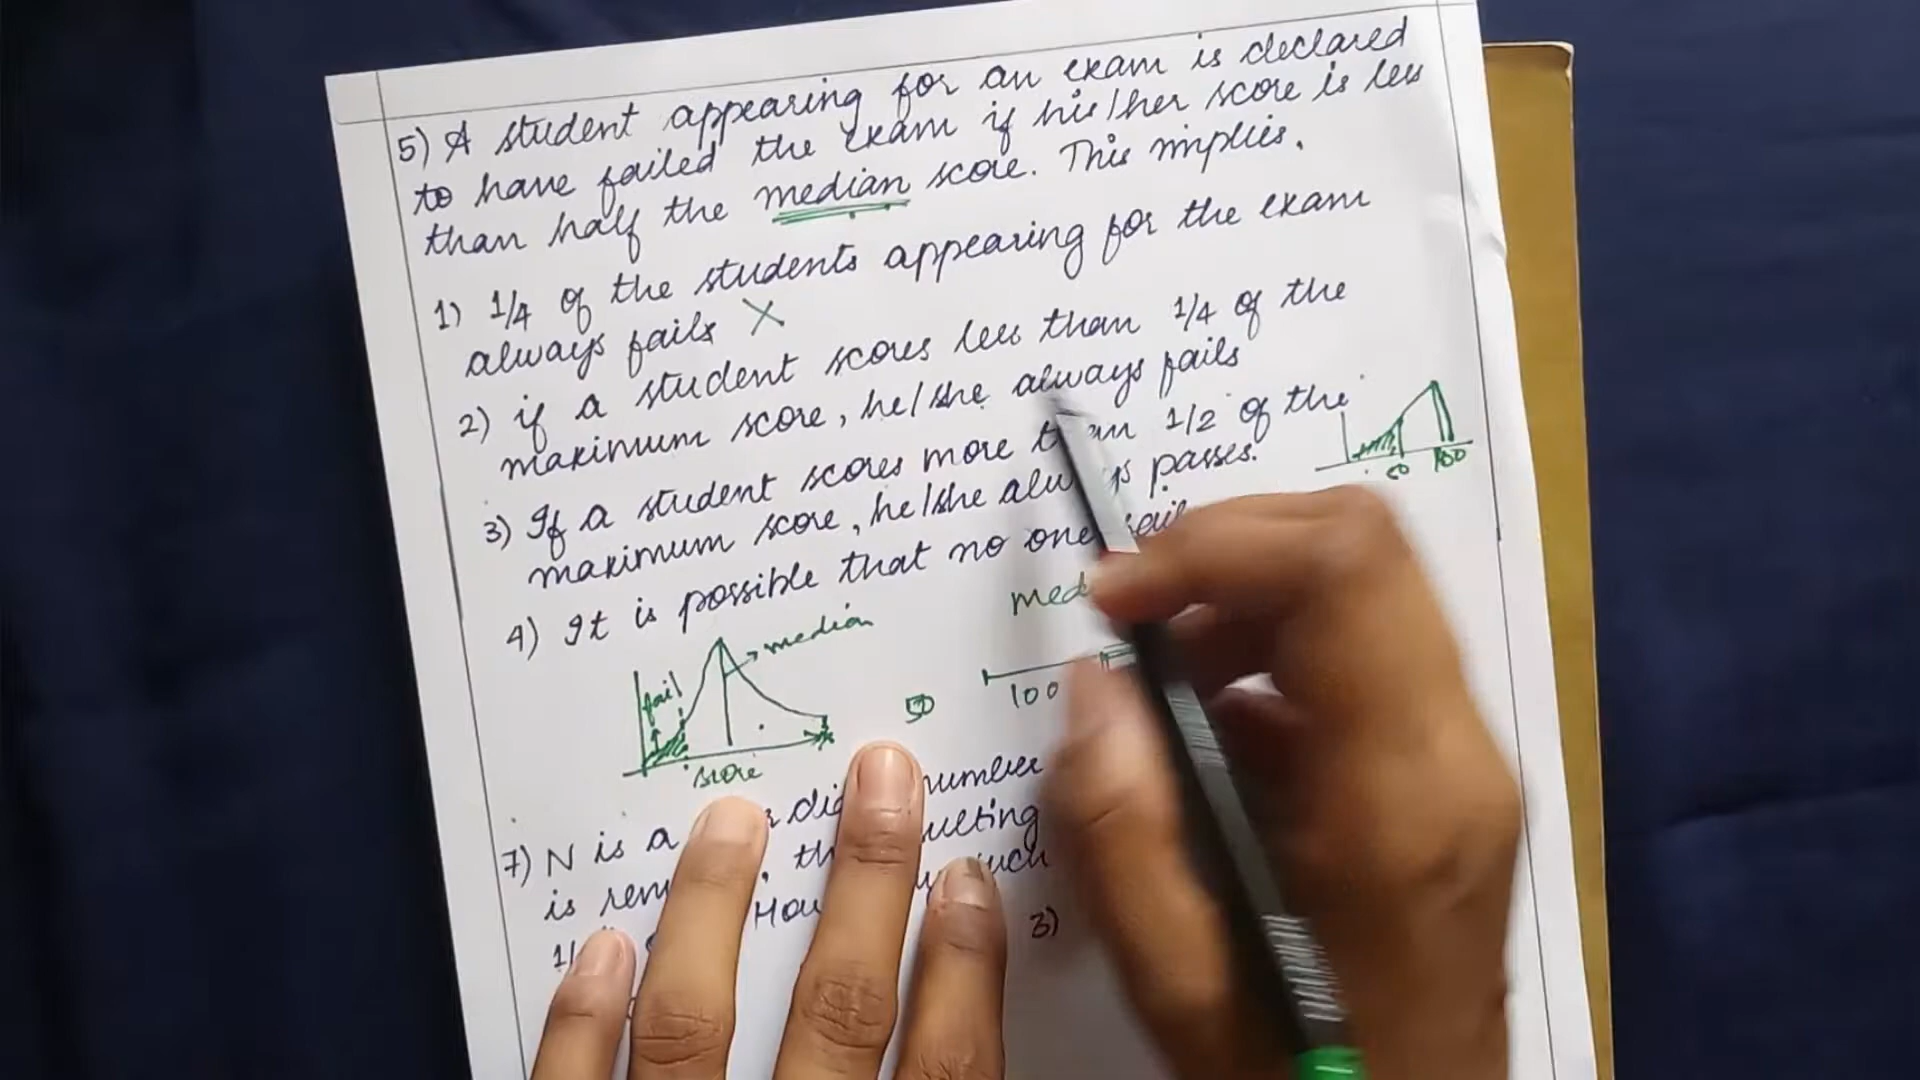 5) A student appearing for an exam is declared
to have failed the exam if his/her score is less
than half the median score. This implies.
1) 1/4 of the students appearing for the exam
always fails X
2) if a student scores less than 1/4 of the
maximum score, he/she always fails
3) If a student scores more than 1/2 of the
maximum score, he/she always passes.
4) It is possible that no one
median
fail
score
50
100
50 100
7) N is a number
is
3)